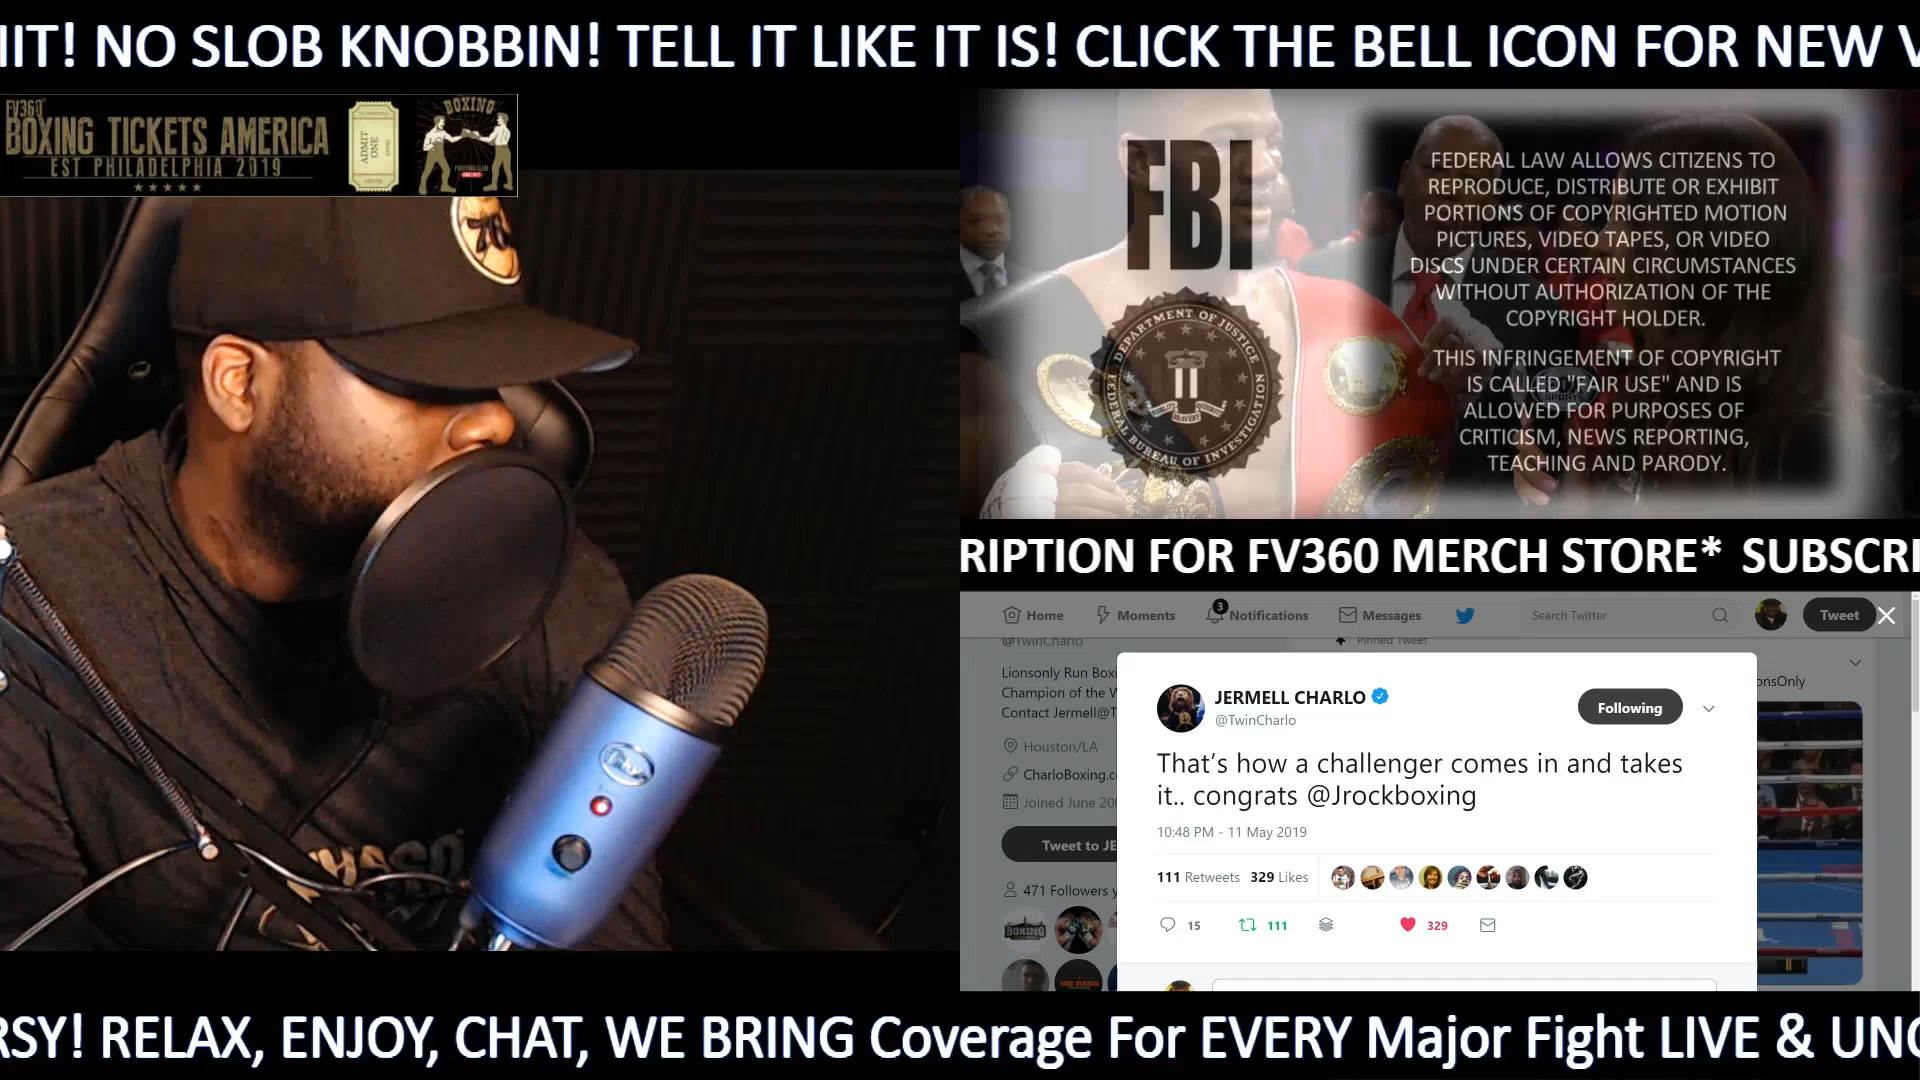 IIT! NO SLOB KNOBBIN! TELL IT LIKE IT IS! CLICK THE BELL ICON FOR NEW V
FV360
BOXING TICKETS AMERICA
EST PHILADELPHIA 2019
ADMIT ONE
BOXING
FBI
DEPARTMENT OF JUSTICE
FEDERAL BUREAU OF INVESTIGATION
FEDERAL LAW ALLOWS CITIZENS TO
REPRODUCE, DISTRIBUTE OR EXHIBIT
PORTIONS OF COPYRIGHTED MOTION
PICTURES, VIDEO TAPES, OR VIDEO
DISCS UNDER CERTAIN CIRCUMSTANCES
WITHOUT AUTHORIZATION OF THE
COPYRIGHT HOLDER.
THIS INFRINGEMENT OF COPYRIGHT
IS CALLED "FAIR USE" AND IS
ALLOWED FOR PURPOSES OF
CRITICISM, NEWS REPORTING,
TEACHING AND PARODY.
RIPTION FOR FV360 MERCH STORE* SUBSCRI
Home Moments 3 Notifications Messages Search Twitter Tweet
@TwinCharlo
Pinned Tweet
Lionsonly Run Boxi
Champion of the W
Contact Jermell@T
onsOnly
Houston/LA
CharloBoxing.c
Joined June 20
Tweet to JE
471 Followers y
JERMELL CHARLO
@TwinCharlo
Following
That’s how a challenger comes in and takes
it.. congrats @Jrockboxing
10:48 PM - 11 May 2019
111 Retweets 329 Likes
15 111 329
BOXING
RSY! RELAX, ENJOY, CHAT, WE BRING Coverage For EVERY Major Fight LIVE & UNC